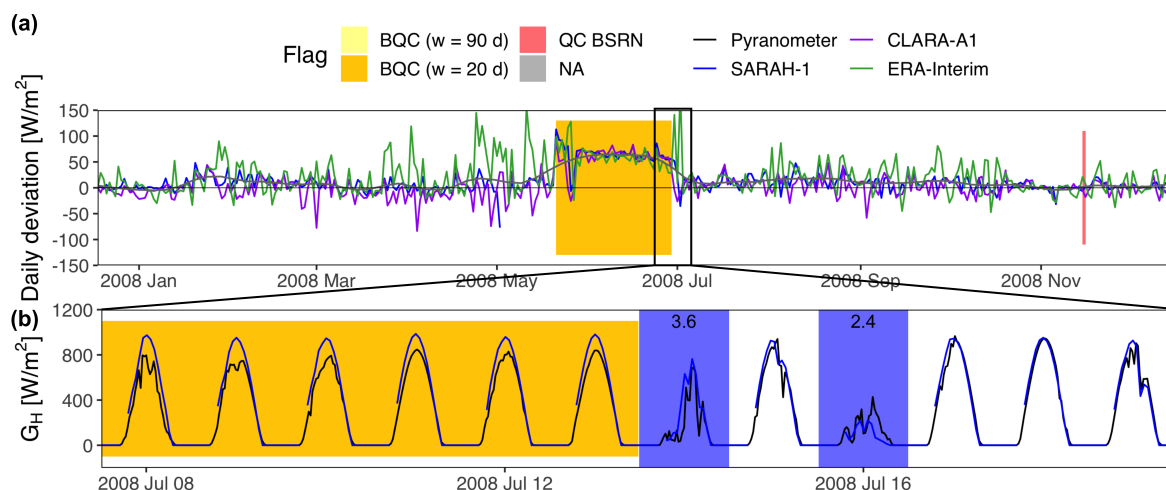 (a)
Flag
BQC (w = 90 d)
QC BSRN
Pyranometer
CLARA-A1
BQC (w = 20 d)
NA
SARAH-1
ERA-Interim
Daily deviation [W/m²]
150
100
50
0
-50
-100
-150
2008 Jan
2008 Mar
2008 May
2008 Jul
2008 Sep
2008 Nov
(b)
G_H [W/m²]
1200
800
400
0
3.6
2.4
2008 Jul 08
2008 Jul 12
2008 Jul 16